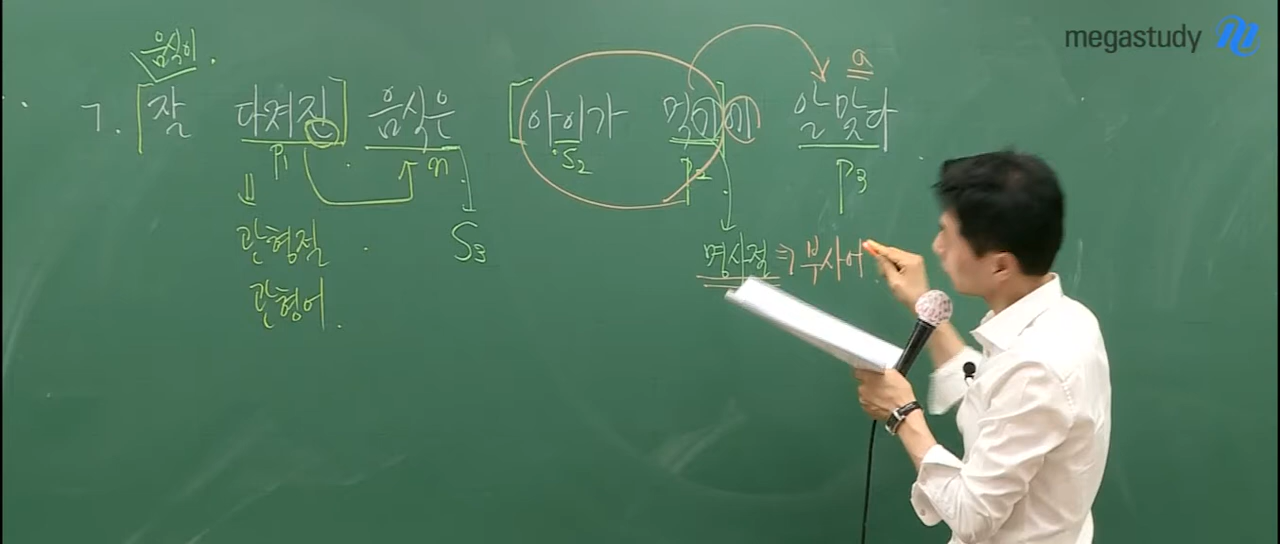 megastudy
음식이
a
7. [잘 다져진] 음식은 [아이가 먹기]에 알맞다
P1 n S2 P2 P3
S3
관형절
관형어
명사절 ⇒ 부사어